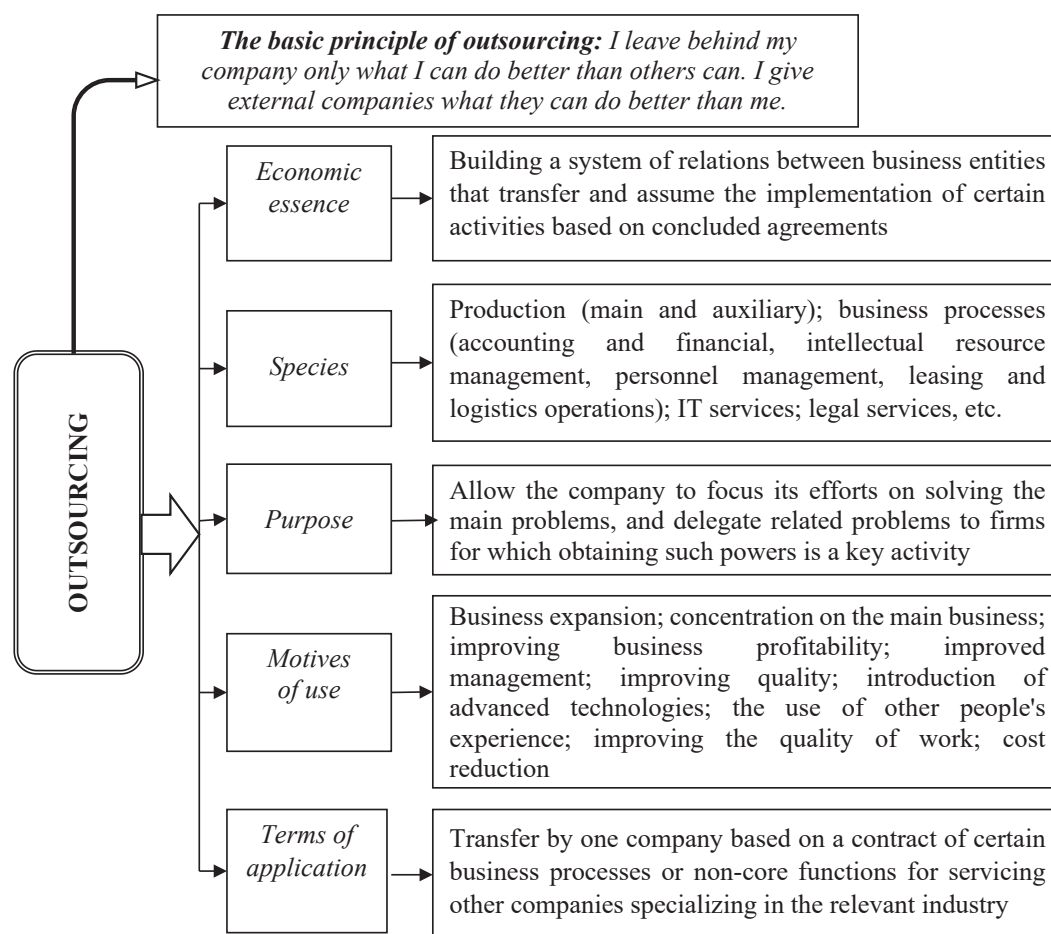 The basic principle of outsourcing: I leave behind my
company only what I can do better than others can. I give
external companies what they can do better than me.
OUTSOURCING
Economic
essence
Building a system of relations between business entities
that transfer and assume the implementation of certain
activities based on concluded agreements
Species
Production (main and auxiliary); business processes
(accounting and financial, intellectual resource
management, personnel management, leasing and
logistics operations); IT services; legal services, etc.
Purpose
Allow the company to focus its efforts on solving the
main problems, and delegate related problems to firms
for which obtaining such powers is a key activity
Motives
of use
Business expansion; concentration on the main business;
improving business profitability; improved
management; improving quality; introduction of
advanced technologies; the use of other people's
experience; improving the quality of work; cost
reduction
Terms of
application
Transfer by one company based on a contract of certain
business processes or non-core functions for servicing
other companies specializing in the relevant industry